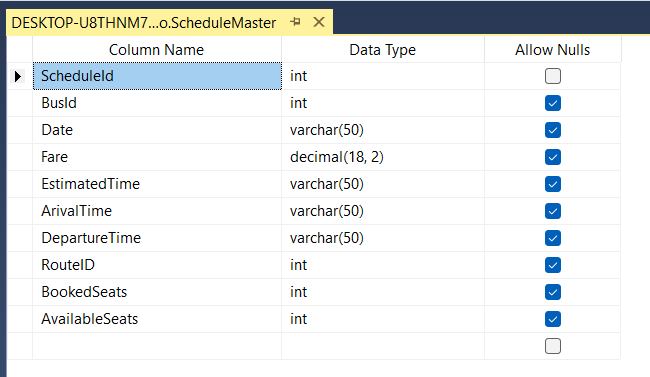 DESKTOP-U8THNM7...o.ScheduleMaster
Column Name Data Type Allow Nulls
ScheduleId int
BusId int
Date varchar(50)
Fare decimal(18, 2)
EstimatedTime varchar(50)
ArivalTime varchar(50)
DepartureTime varchar(50)
RouteID int
BookedSeats int
AvailableSeats int